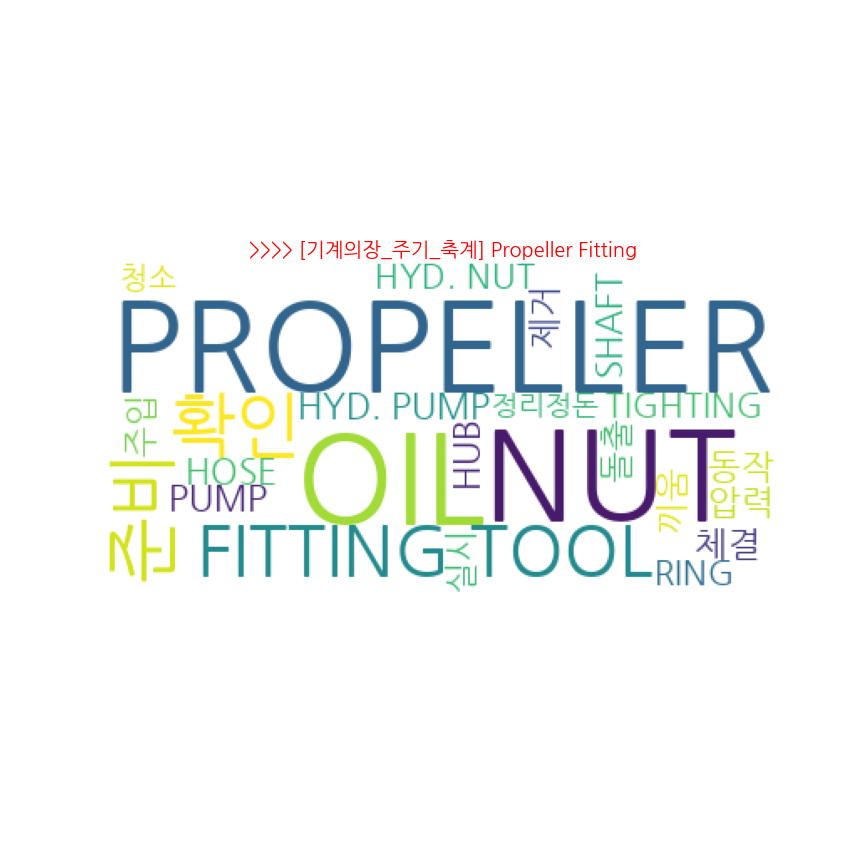 >>>> [기계의장_주기_축계] Propeller Fitting
청소
HYD. NUT
제거
SHAFT
PROPELLER
주입
확인
HYD. PUMP
정리정돈
TIGHTING
준비
HOSE
OIL
HUB
NUT
돌출
동작
PUMP
끼움
압력
FITTING
실시
TOOL
체결
RING